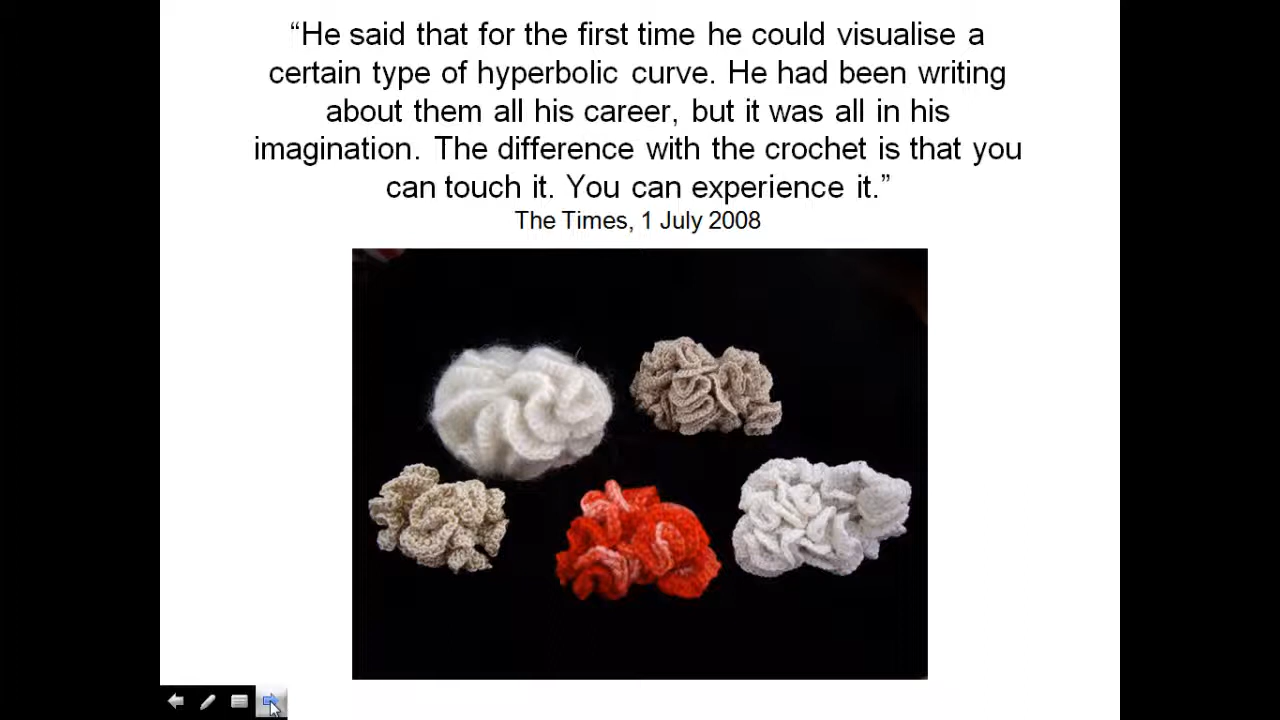 “He said that for the first time he could visualise a
certain type of hyperbolic curve. He had been writing
about them all his career, but it was all in his
imagination. The difference with the crochet is that you
can touch it. You can experience it.”
The Times, 1 July 2008